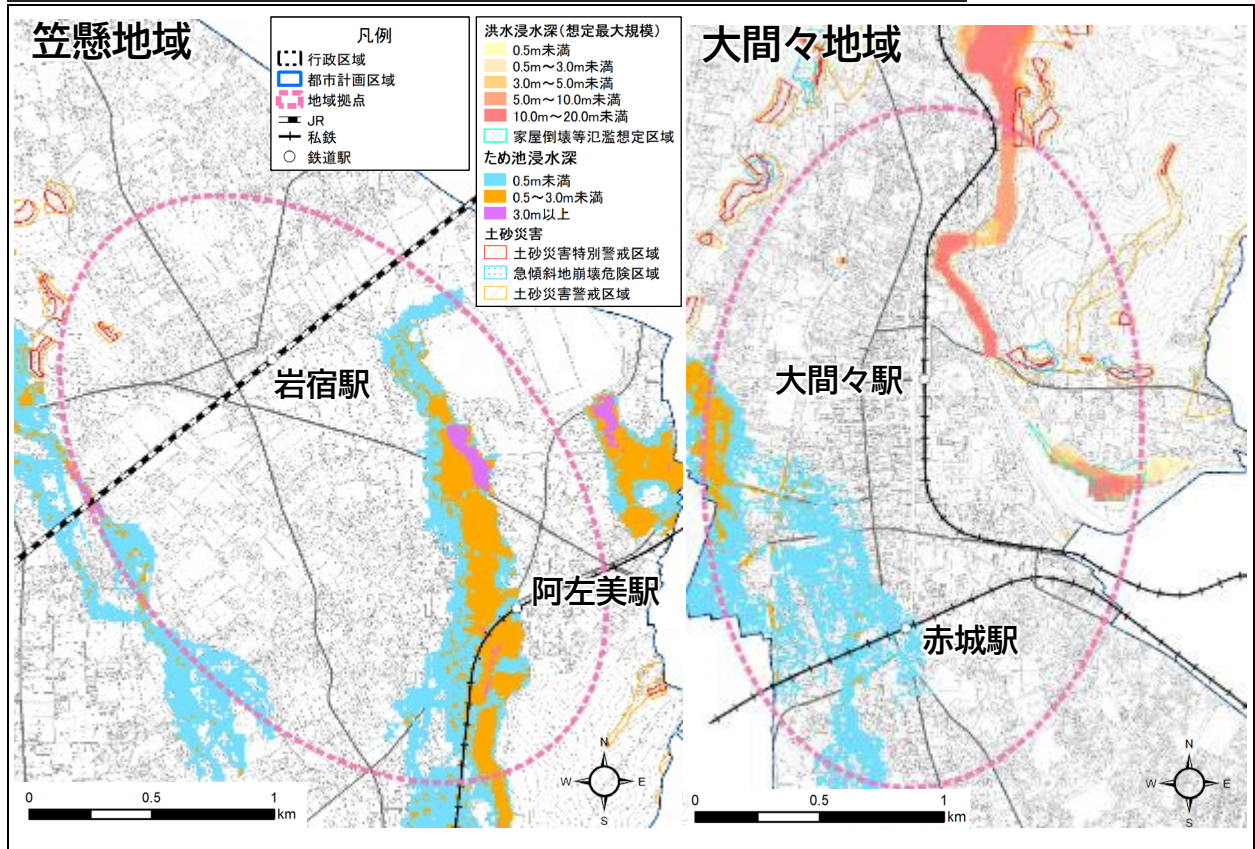 笠懸地域
凡例
行政区域
都市計画区域
地域拠点
JR
私鉄
鉄道駅
洪水浸水深(想定最大規模)
0.5m未満
0.5m~3.0m未満
3.0m~5.0m未満
5.0m~10.0m未満
10.0m~20.0m未満
家屋倒壊等氾濫想定区域
ため池浸水深
0.5m未満
0.5~3.0m未満
3.0m以上
土砂災害
土砂災害特別警戒区域
急傾斜地崩壊危険区域
土砂災害警戒区域
岩宿駅
阿左美駅
N
W E
S
0 0.5 1
km
大間々地域
大間々駅
赤城駅
N
W E
S
0 0.5 1
km